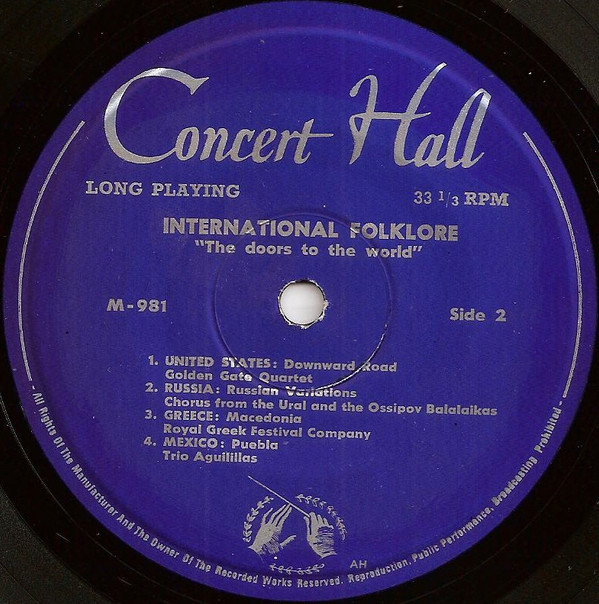 Concert Hall
LONG PLAYING
33 1/3 RPM
INTERNATIONAL FOLKLORE
"The doors to the world"
M-981
Side 2
1. UNITED STATES: Downward Road
Golden Gate Quartet
2. RUSSIA: Russian Variations
Chorus from the Ural and the Ossipov Balalaikas
3. GREECE: Macedonia
Royal Greek Festival Company
4. MEXICO: Puebla
Trio Aguilillas
AH
- All Rights Of The Manufacturer And The Owner Of The Recorded Works Reserved. Reproduction. Public Performance. Broadcasting Prohibited -